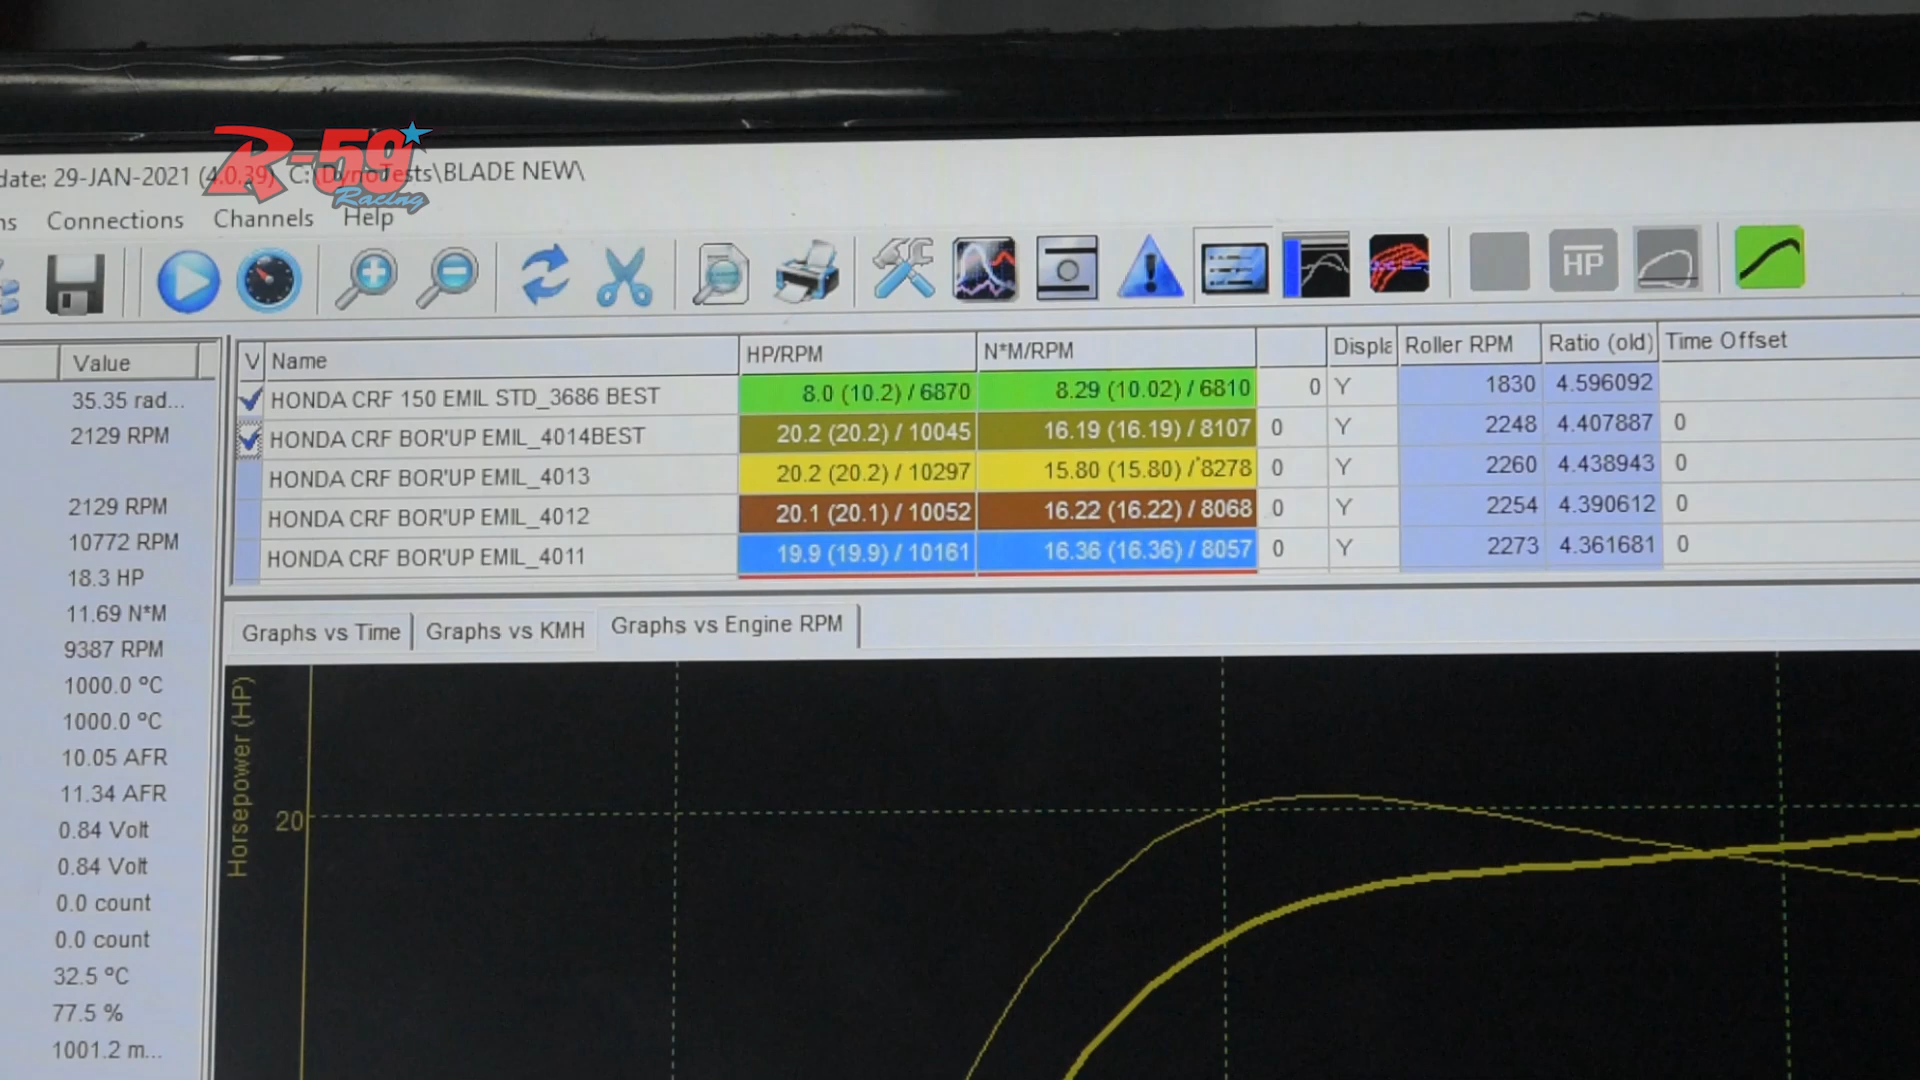 date: 29-JAN-2021 (4.0.39) C:\DynoTests\BLADE NEW\
R-59
Racing
ns Connections Channels Help
HP
Value
V Name HP/RPM N*M/RPM Displa Roller RPM Ratio (old) Time Offset
HONDA CRF 150 EMIL STD_3686 BEST 8.0 (10.2) / 6870 8.29 (10.02) / 6810 0 Y 1830 4.596092
HONDA CRF BOR'UP EMIL_4014BEST 20.2 (20.2) / 10045 16.19 (16.19) / 8107 0 Y 2248 4.407887 0
HONDA CRF BOR'UP EMIL_4013 20.2 (20.2) / 10297 15.80 (15.80) / 8278 0 Y 2260 4.438943 0
HONDA CRF BOR'UP EMIL_4012 20.1 (20.1) / 10052 16.22 (16.22) / 8068 0 Y 2254 4.390612 0
HONDA CRF BOR'UP EMIL_4011 19.9 (19.9) / 10161 16.36 (16.36) / 8057 0 Y 2273 4.361681 0
35.35 rad...
2129 RPM
2129 RPM
10772 RPM
18.3 HP
11.69 N*M
9387 RPM
1000.0 ºC
1000.0 ºC
10.05 AFR
11.34 AFR
0.84 Volt
0.84 Volt
0.0 count
0.0 count
32.5 ºC
77.5 %
1001.2 m...
Graphs vs Time Graphs vs KMH Graphs vs Engine RPM
Horsepower (HP)
20